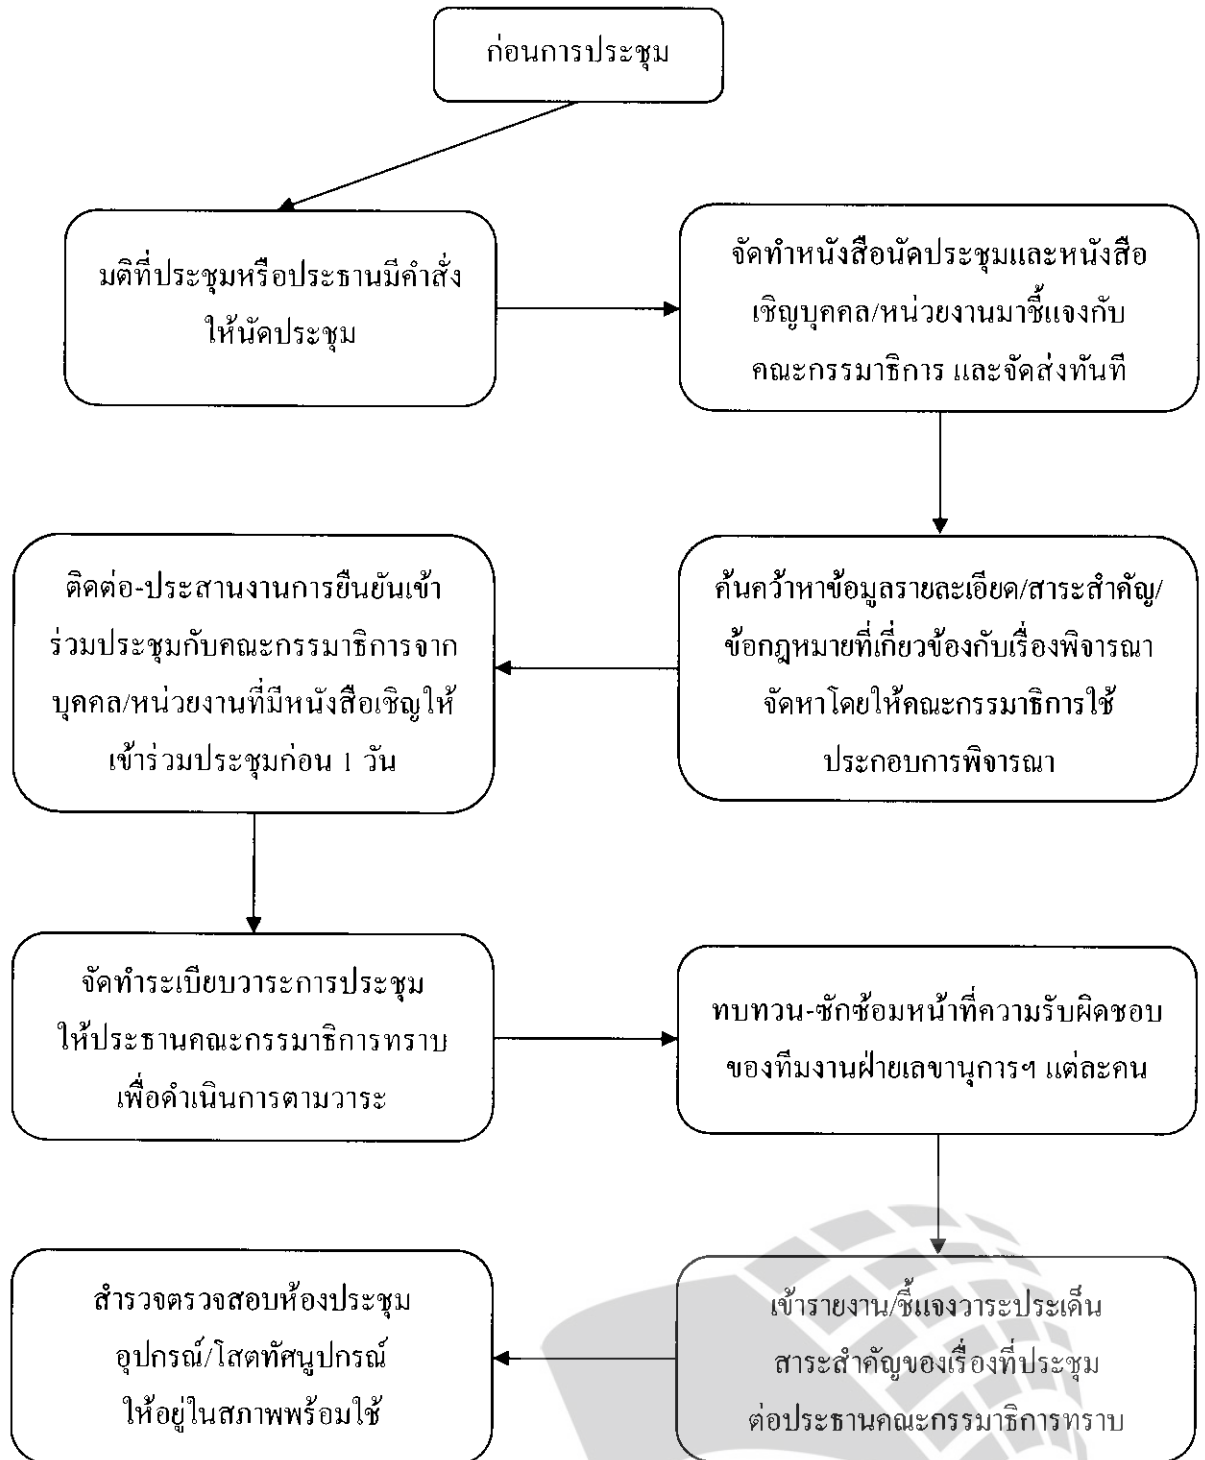 ก่อนการประชุม
มติที่ประชุมหรือประธานมีคำสั่ง
ให้นัดประชุม
จัดทำหนังสือนัดประชุมและหนังสือ
เชิญบุคคล/หน่วยงานมาชี้แจงกับ
คณะกรรมาธิการ และจัดส่งทันที
ค้นคว้าหาข้อมูลรายละเอียด/สาระสำคัญ/
ข้อกฎหมายที่เกี่ยวข้องกับเรื่องพิจารณา
จัดหาโดยให้คณะกรรมาธิการใช้
ประกอบการพิจารณา
ติดต่อ-ประสานงานการยืนยันเข้า
ร่วมประชุมกับคณะกรรมาธิการจาก
บุคคล/หน่วยงานที่มีหนังสือเชิญให้
เข้าร่วมประชุมก่อน 1 วัน
จัดทำระเบียบวาระการประชุม
ให้ประธานคณะกรรมาธิการทราบ
เพื่อดำเนินการตามวาระ
ทบทวน-ซักซ้อมหน้าที่ความรับผิดชอบ
ของทีมงานฝ่ายเลขานุการฯ แต่ละคน
เข้ารายงาน/ชี้แจงวาระประเด็น
สาระสำคัญของเรื่องที่ประชุม
ต่อประธานคณะกรรมาธิการทราบ
สำรวจตรวจสอบห้องประชุม
อุปกรณ์/โสตทัศนูปกรณ์
ให้อยู่ในสภาพพร้อมใช้